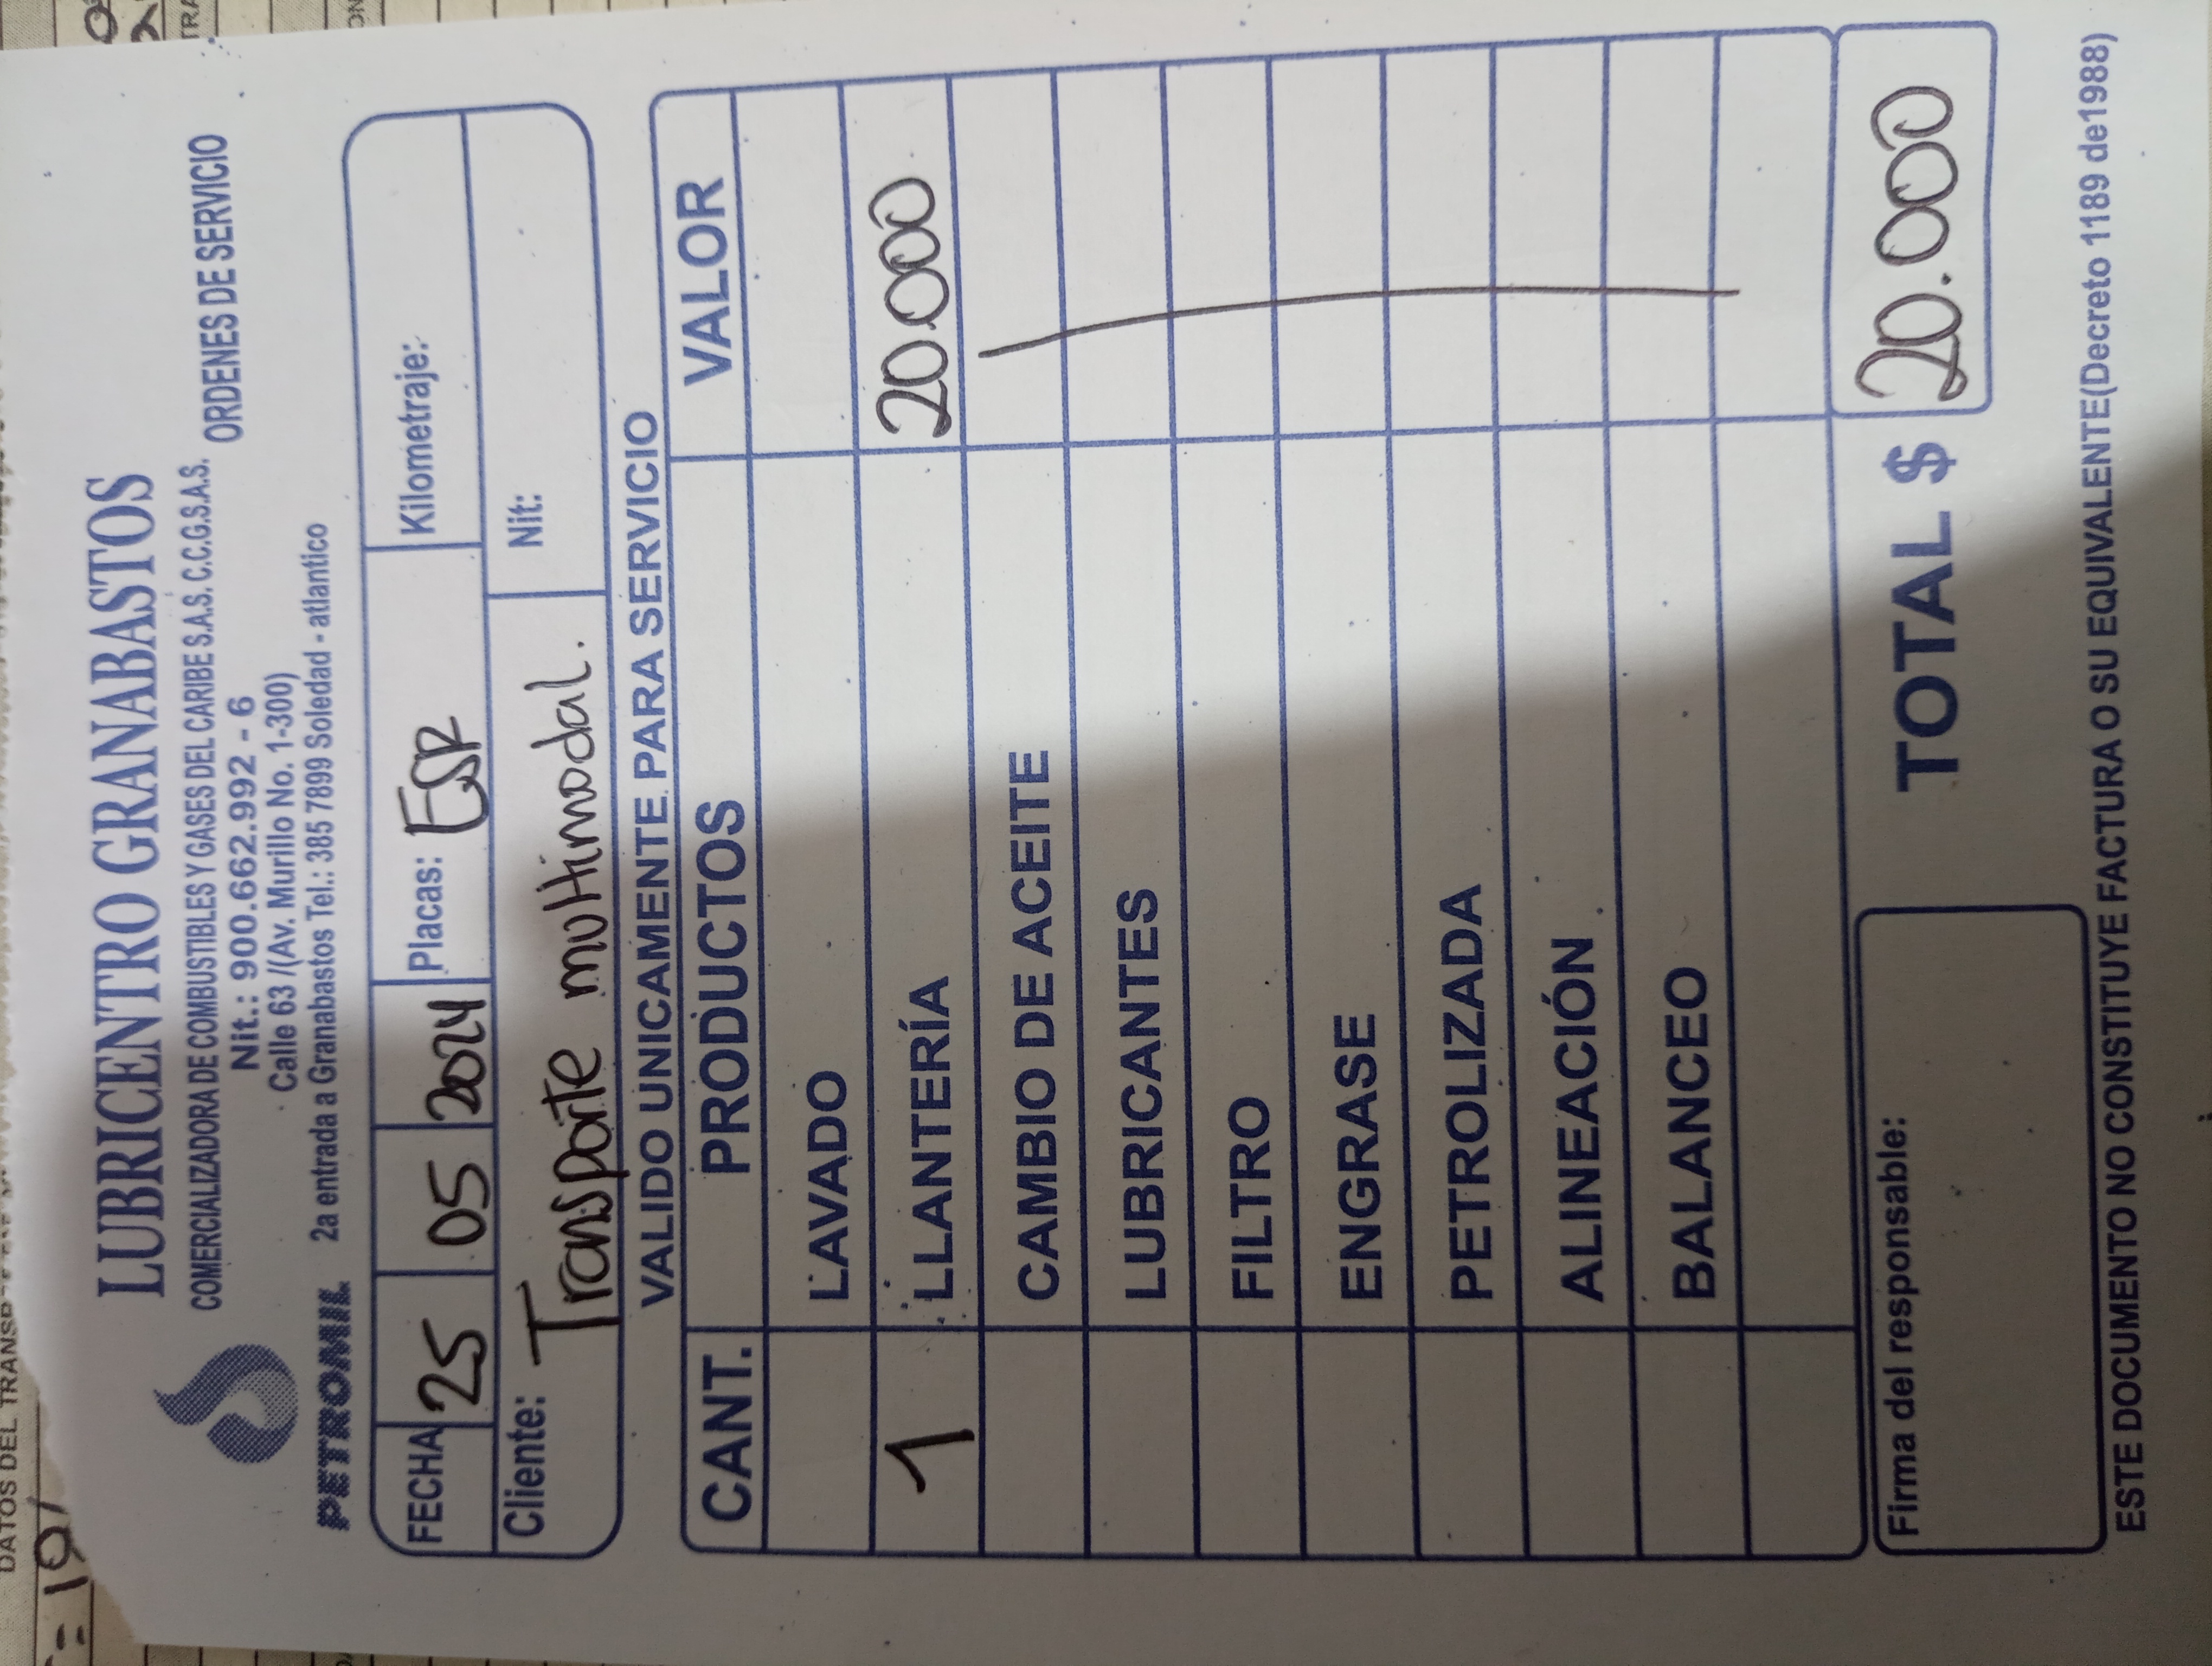 LUBRICENTRO GRANABASTOS
COMERCIALIZADORA DE COMBUSTIBLES Y GASES DEL CARIBE S.A.S. C.C.G.S.A.S.
Nit.: 900.662.992 - 6
ORDENES DE SERVICIO
Calle 63 /(Av. Murillo No. 1-300)
PETROMIL
2a entrada a Granabastos Tel.: 385 7899 Soledad - atlantico
FECHA 25 05 2024 Placas: ESR Kilometraje:
Cliente: Transporte multimodal. Nit:
VALIDO UNICAMENTE PARA SERVICIO
CANT. PRODUCTOS VALOR
LAVADO
1 LLANTERÍA 20.000
CAMBIO DE ACEITE
LUBRICANTES
FILTRO
ENGRASE
PETROLIZADA
ALINEACIÓN
BALANCEO
Firma del responsable:
TOTAL $ 20.000
ESTE DOCUMENTO NO CONSTITUYE FACTURA O SU EQUIVALENTE(Decreto 1189 de1988)